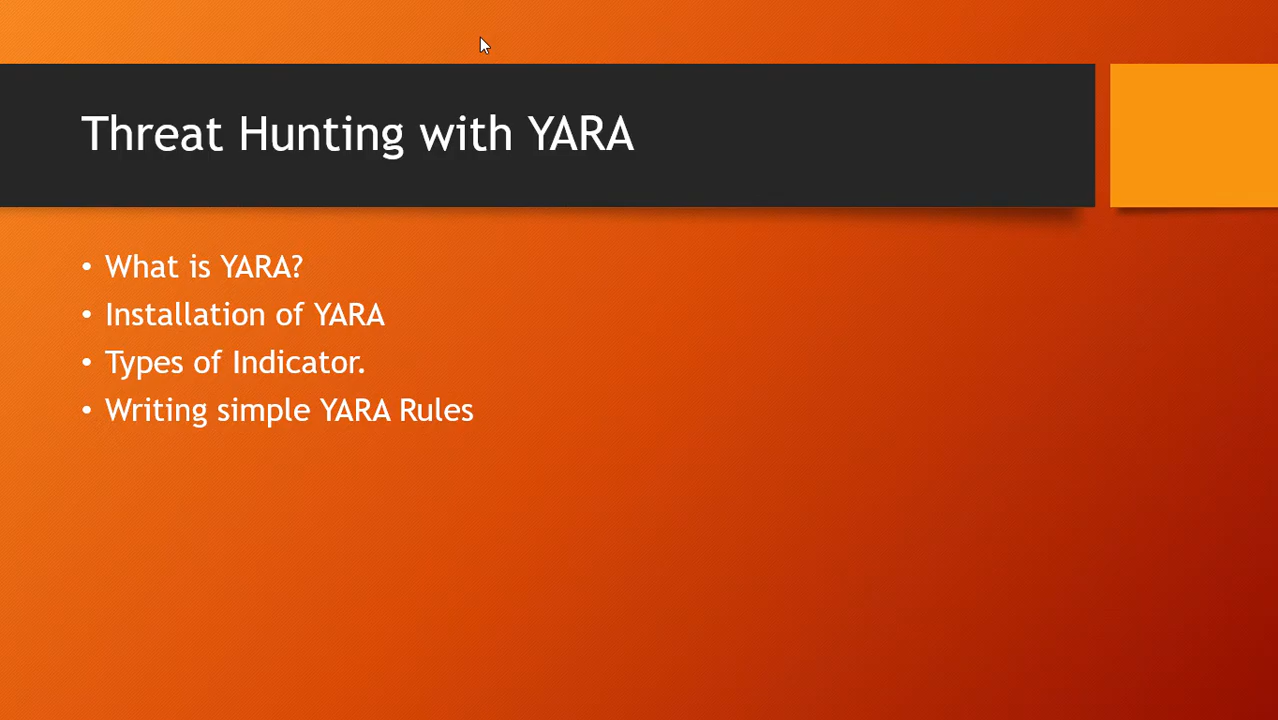 Threat Hunting with YARA
• What is YARA?
• Installation of YARA
• Types of Indicator.
• Writing simple YARA Rules